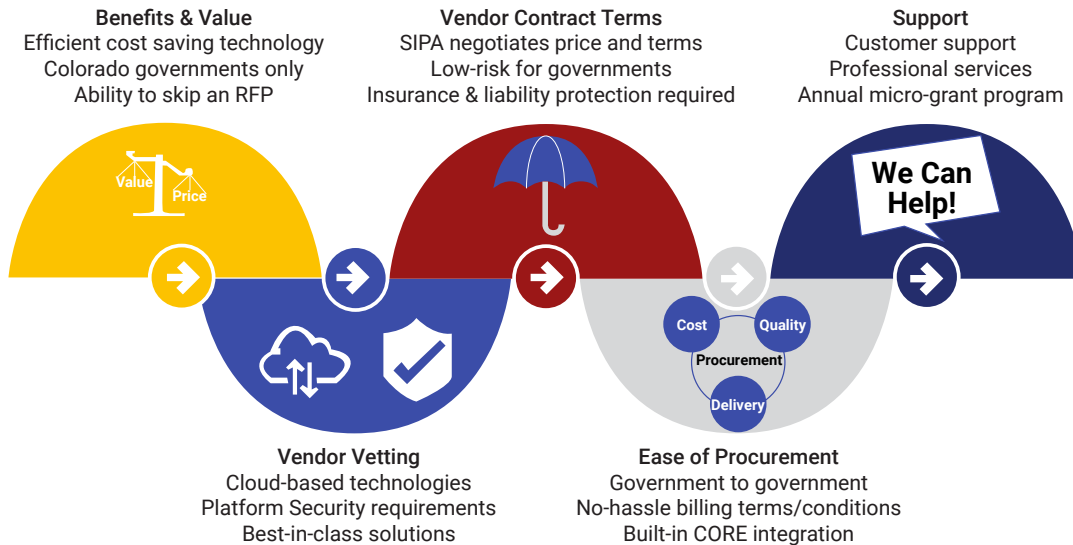 Benefits & Value
Efficient cost saving technology
Colorado governments only
Ability to skip an RFP
Vendor Contract Terms
SIPA negotiates price and terms
Low-risk for governments
Insurance & liability protection required
Support
Customer support
Professional services
Annual micro-grant program
Value
Price
We Can
Help!
Cost
Quality
Procurement
Delivery
Vendor Vetting
Cloud-based technologies
Platform Security requirements
Best-in-class solutions
Ease of Procurement
Government to government
No-hassle billing terms/conditions
Built-in CORE integration